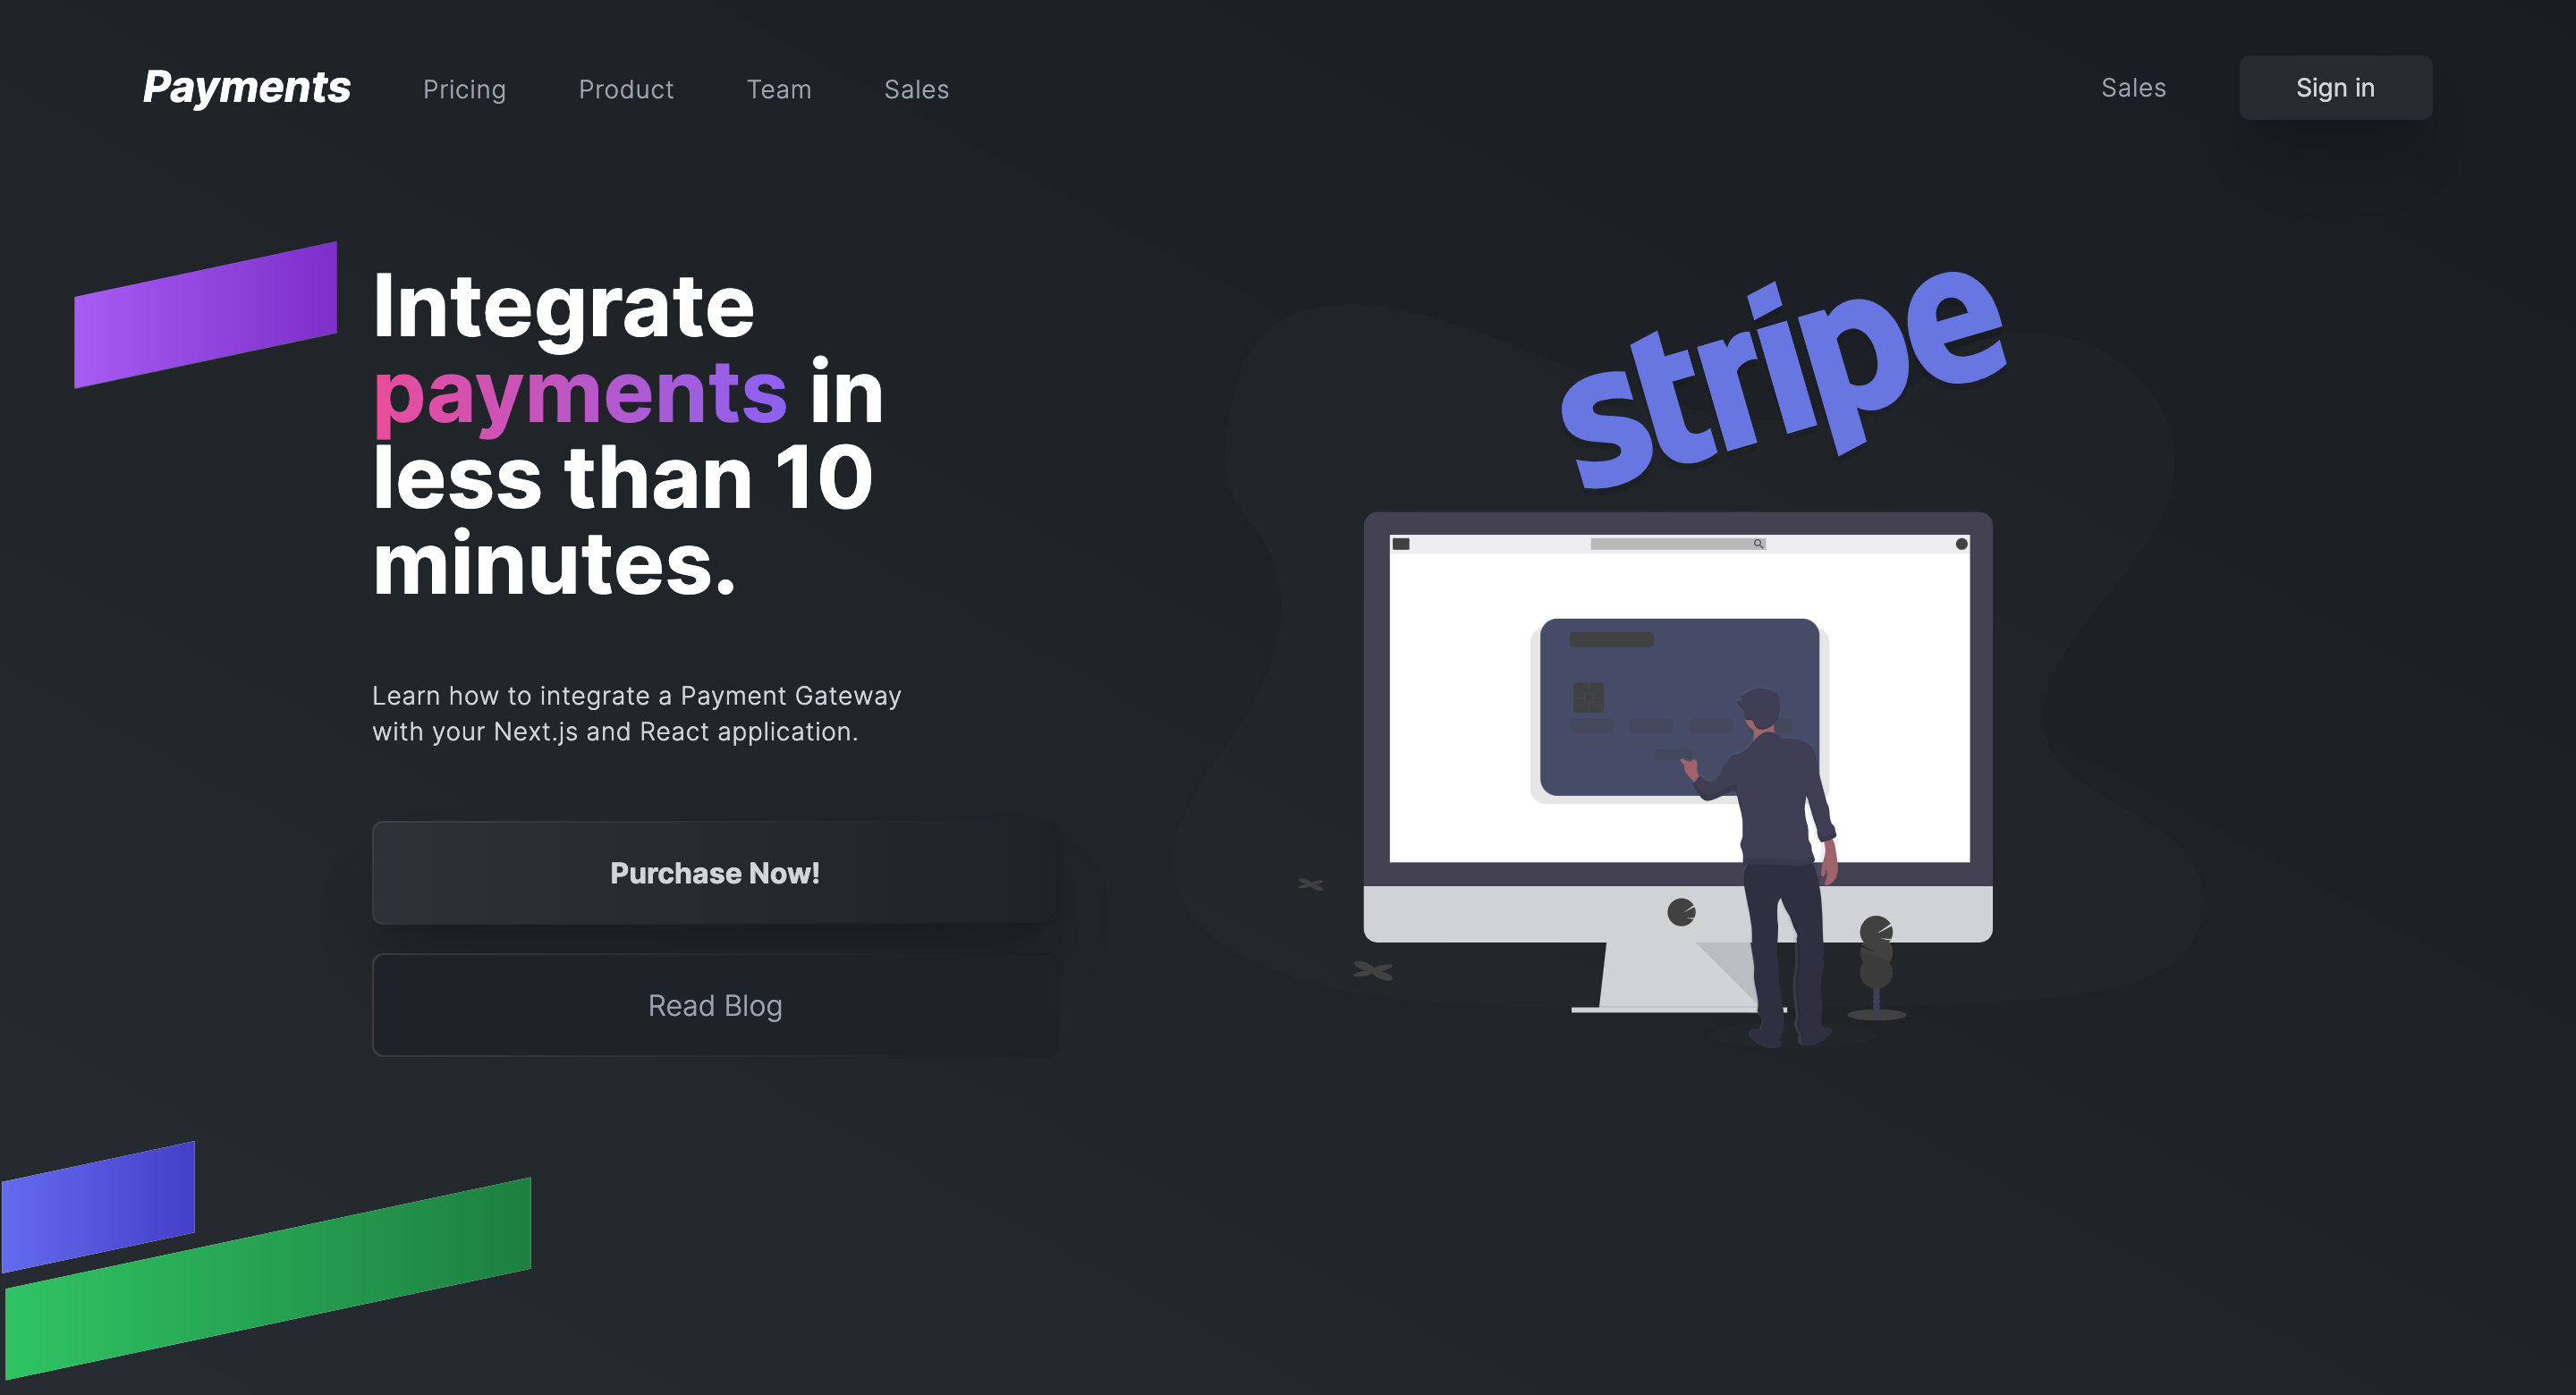 Payments Pricing Product Team Sales Sales Sign in
Integrate
payments in
less than 10
minutes.
stripe
Learn how to integrate a Payment Gateway
with your Next.js and React application.
Purchase Now!
Read Blog